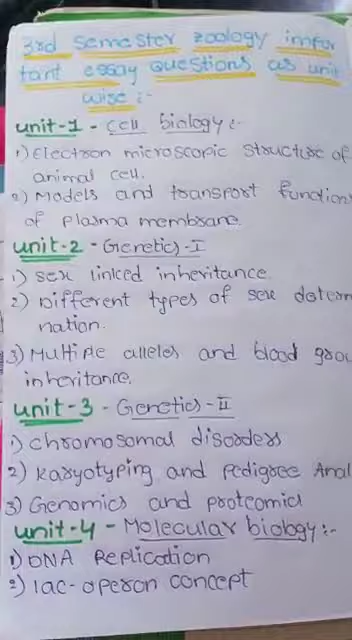 3rd semester zoology impor
tant essay questions as unit
wise :-
unit-1 - cell biology :-
1) Electron microscopic structure of
animal cell.
2) Models and transport function
of plasma membrane.
unit-2 - Genetics-I
1) sex linked inheritance
2) Different types of sex determ
nation.
3) Multiple alleles and blood grou
inheritance.
unit-3 - Genetics-II
1) chromosomal disorders
2) Karyotyping and pedigree Anal
3) Genomics and proteomic
unit-4 - Molecular biology :-
1) DNA Replication
2) lac-operon concept